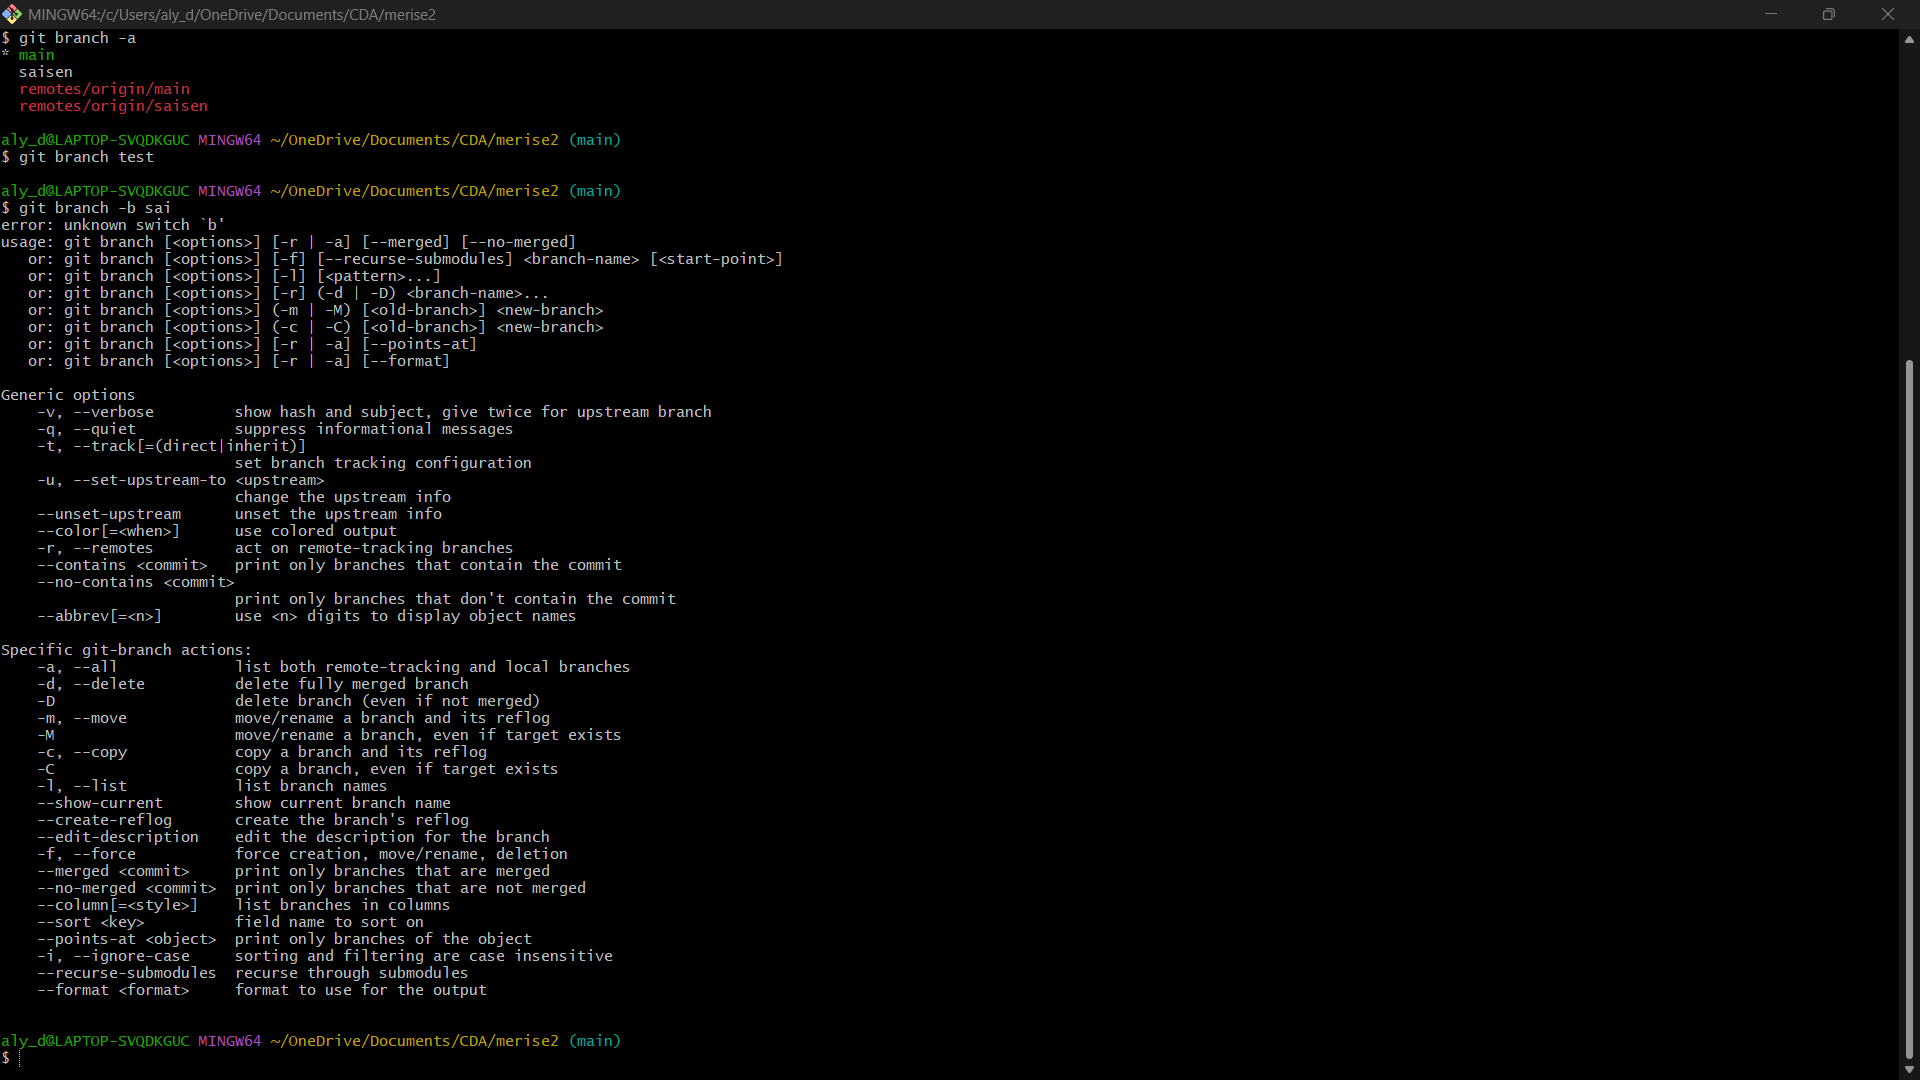 MINGW64:/c/Users/aly_d/OneDrive/Documents/CDA/merise2
$ git branch -a
* main
  saisen
  remotes/origin/main
  remotes/origin/saisen

aly_d@LAPTOP-SVQDKGUC MINGW64 ~/OneDrive/Documents/CDA/merise2 (main)
$ git branch test

aly_d@LAPTOP-SVQDKGUC MINGW64 ~/OneDrive/Documents/CDA/merise2 (main)
$ git branch -b sai
error: unknown switch `b'
usage: git branch [<options>] [-r | -a] [--merged] [--no-merged]
   or: git branch [<options>] [-f] [--recurse-submodules] <branch-name> [<start-point>]
   or: git branch [<options>] [-l] [<pattern>...]
   or: git branch [<options>] [-r] (-d | -D) <branch-name>...
   or: git branch [<options>] (-m | -M) [<old-branch>] <new-branch>
   or: git branch [<options>] (-c | -C) [<old-branch>] <new-branch>
   or: git branch [<options>] [-r | -a] [--points-at]
   or: git branch [<options>] [-r | -a] [--format]

Generic options
    -v, --verbose         show hash and subject, give twice for upstream branch
    -q, --quiet           suppress informational messages
    -t, --track[=(direct|inherit)]
                          set branch tracking configuration
    -u, --set-upstream-to <upstream>
                          change the upstream info
    --unset-upstream      unset the upstream info
    --color[=<when>]      use colored output
    -r, --remotes         act on remote-tracking branches
    --contains <commit>   print only branches that contain the commit
    --no-contains <commit>
                          print only branches that don't contain the commit
    --abbrev[=<n>]        use <n> digits to display object names

Specific git-branch actions:
    -a, --all             list both remote-tracking and local branches
    -d, --delete          delete fully merged branch
    -D                    delete branch (even if not merged)
    -m, --move            move/rename a branch and its reflog
    -M                    move/rename a branch, even if target exists
    -c, --copy            copy a branch and its reflog
    -C                    copy a branch, even if target exists
    -l, --list            list branch names
    --show-current        show current branch name
    --create-reflog       create the branch's reflog
    --edit-description    edit the description for the branch
    -f, --force           force creation, move/rename, deletion
    --merged <commit>     print only branches that are merged
    --no-merged <commit>  print only branches that are not merged
    --column[=<style>]    list branches in columns
    --sort <key>          field name to sort on
    --points-at <object>  print only branches of the object
    -i, --ignore-case     sorting and filtering are case insensitive
    --recurse-submodules  recurse through submodules
    --format <format>     format to use for the output

aly_d@LAPTOP-SVQDKGUC MINGW64 ~/OneDrive/Documents/CDA/merise2 (main)
$